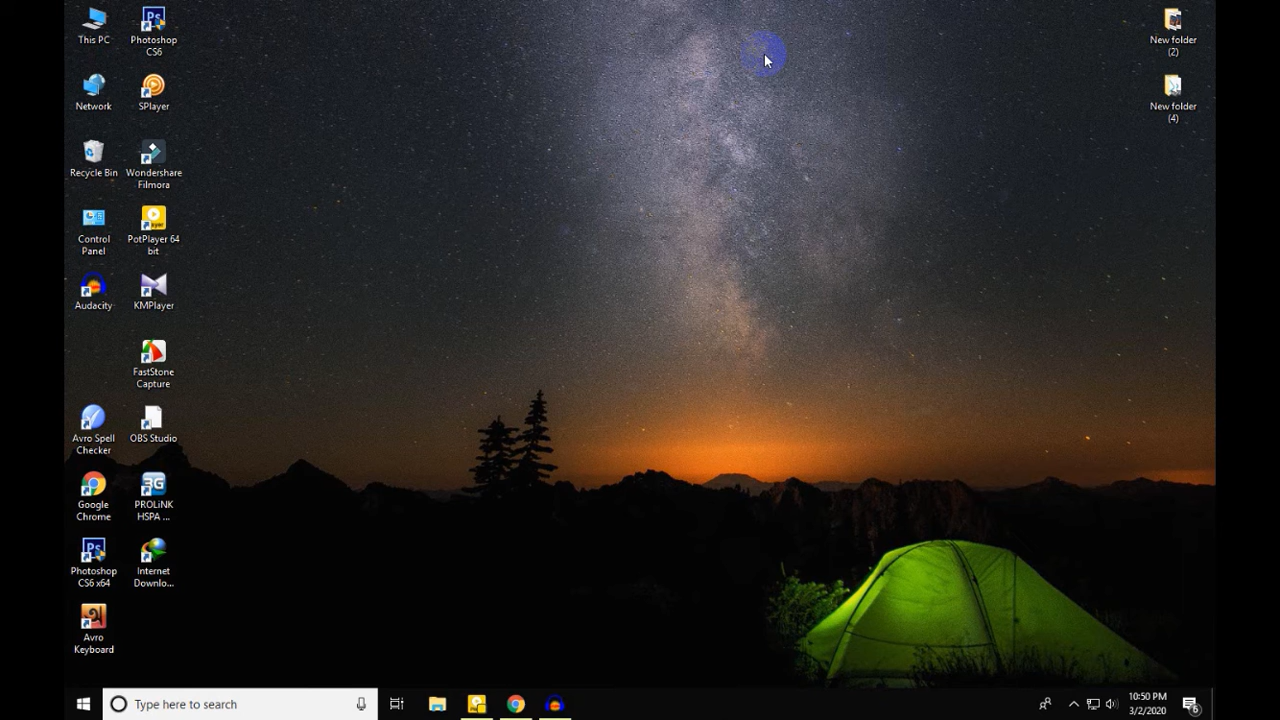 This PC
Photoshop
CS6
Network
SPlayer
Recycle Bin
Wondershare
Filmora
Control
Panel
PotPlayer 64
bit
Audacity
KMPlayer
FastStone
Capture
Avro Spell
Checker
OBS Studio
Google
Chrome
PROLiNK
HSPA ...
Photoshop
CS6 x64
Internet
Downlo...
Avro
Keyboard
New folder
(2)
New folder
(4)
Type here to search
10:50 PM
3/2/2020